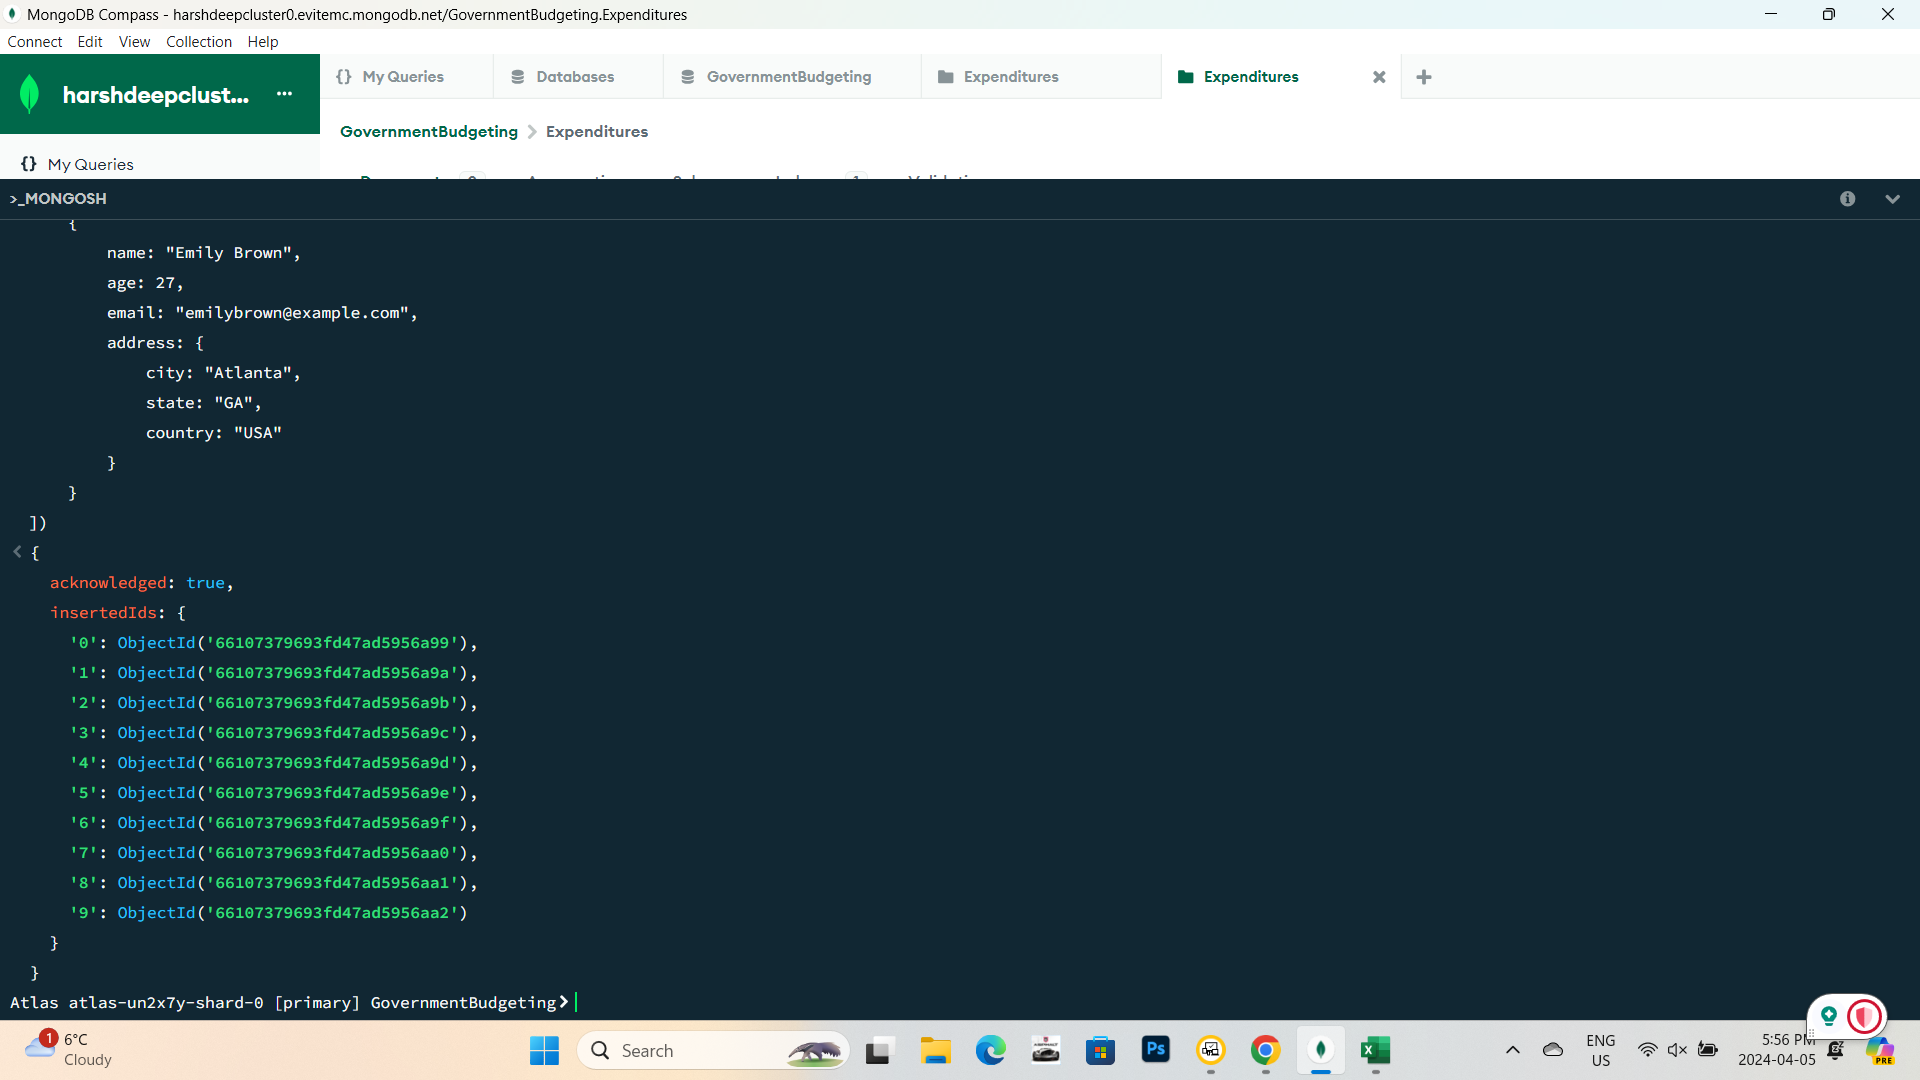 MongoDB Compass - harshdeepcluster0.evitemc.mongodb.net/GovernmentBudgeting.Expenditures
Connect Edit View Collection Help
harshdeepclust... ...
{} My Queries Databases GovernmentBudgeting Expenditures Expenditures
GovernmentBudgeting > Expenditures
{} My Queries
>_MONGOSH
{
name: "Emily Brown",
age: 27,
email: "emilybrown@example.com",
address: {
city: "Atlanta",
state: "GA",
country: "USA"
}
}
])
< {
acknowledged: true,
insertedIds: {
'0': ObjectId('66107379693fd47ad5956a99'),
'1': ObjectId('66107379693fd47ad5956a9a'),
'2': ObjectId('66107379693fd47ad5956a9b'),
'3': ObjectId('66107379693fd47ad5956a9c'),
'4': ObjectId('66107379693fd47ad5956a9d'),
'5': ObjectId('66107379693fd47ad5956a9e'),
'6': ObjectId('66107379693fd47ad5956a9f'),
'7': ObjectId('66107379693fd47ad5956aa0'),
'8': ObjectId('66107379693fd47ad5956aa1'),
'9': ObjectId('66107379693fd47ad5956aa2')
}
}
Atlas atlas-un2x7y-shard-0 [primary] GovernmentBudgeting>
1
6°C
Cloudy
Search
Ps
ENG
US
5:56 PM
2024-04-05
PRE